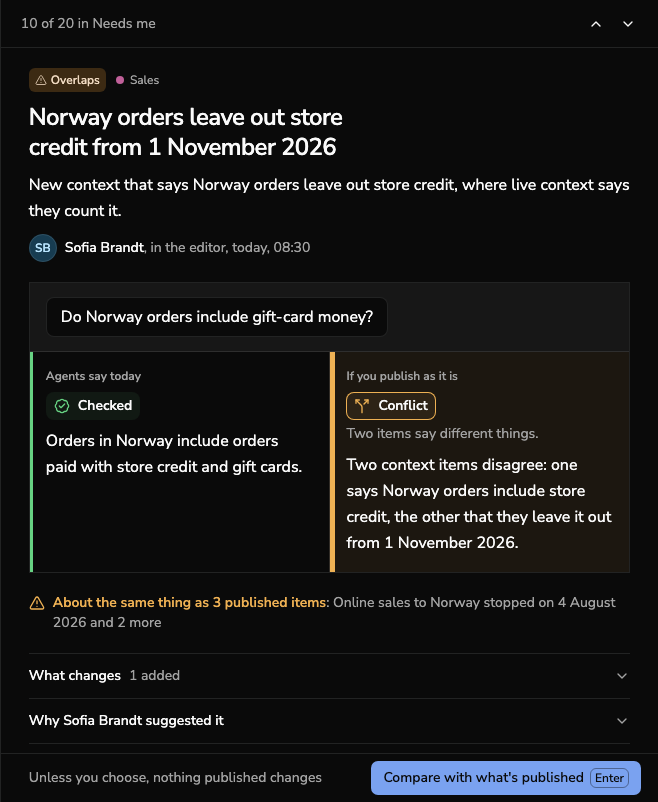 10 of 20 in Needs me
Overlaps
Sales
Norway orders leave out store
credit from 1 November 2026
New context that says Norway orders leave out store credit, where live context says
they count it.
SB
Sofia Brandt, in the editor, today, 08:30
Do Norway orders include gift-card money?
Agents say today
Checked
Orders in Norway include orders
paid with store credit and gift cards.
If you publish as it is
Conflict
Two items say different things.
Two context items disagree: one
says Norway orders include store
credit, the other that they leave it out
from 1 November 2026.
About the same thing as 3 published items: Online sales to Norway stopped on 4 August
2026 and 2 more
What changes 1 added
Why Sofia Brandt suggested it
Unless you choose, nothing published changes
Compare with what's published Enter